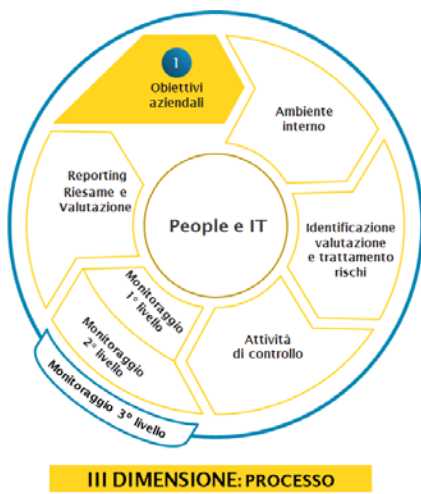 1
Obiettivi
aziendali
Ambiente
interno
Identificazione
valutazione
e trattamento
rischi
Attività
di controllo
Monitoraggio
1° livello
Monitoraggio
2° livello
Monitoraggio 3° livello
Reporting
Riesame e
Valutazione
People e IT
III DIMENSIONE: PROCESSO